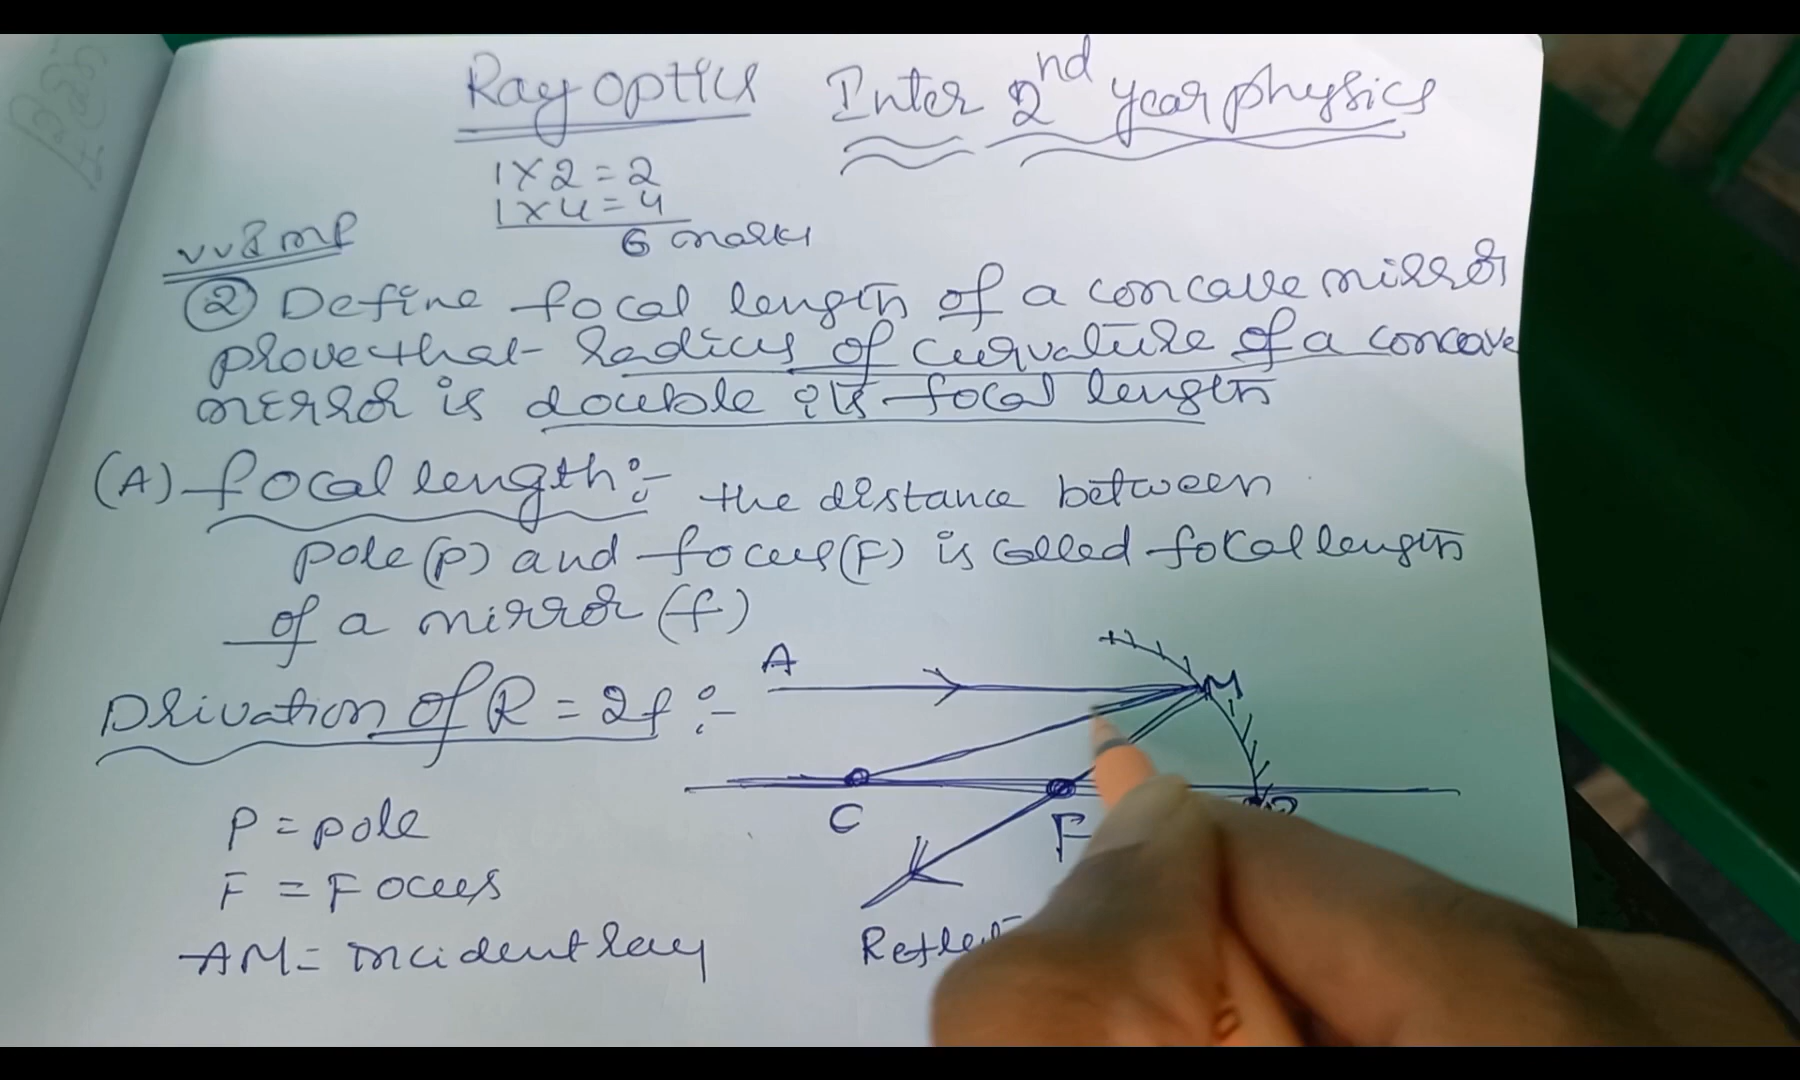 Ray optics Inter 2nd year physics
1 X 2 = 2
1 X 4 = 4
6 marks
vv8mp
(2) Define focal length of a concave mirror
prove that radius of curvature of a concave
mirror is double its focal length
(A) focal length:- the distance between
pole (p) and focus (F) is called focal length
of a mirror (f)
A
M
Drivation of R = 2f :-
C
F
P
P = pole
F = Focus
AM = incident ray
Reflect